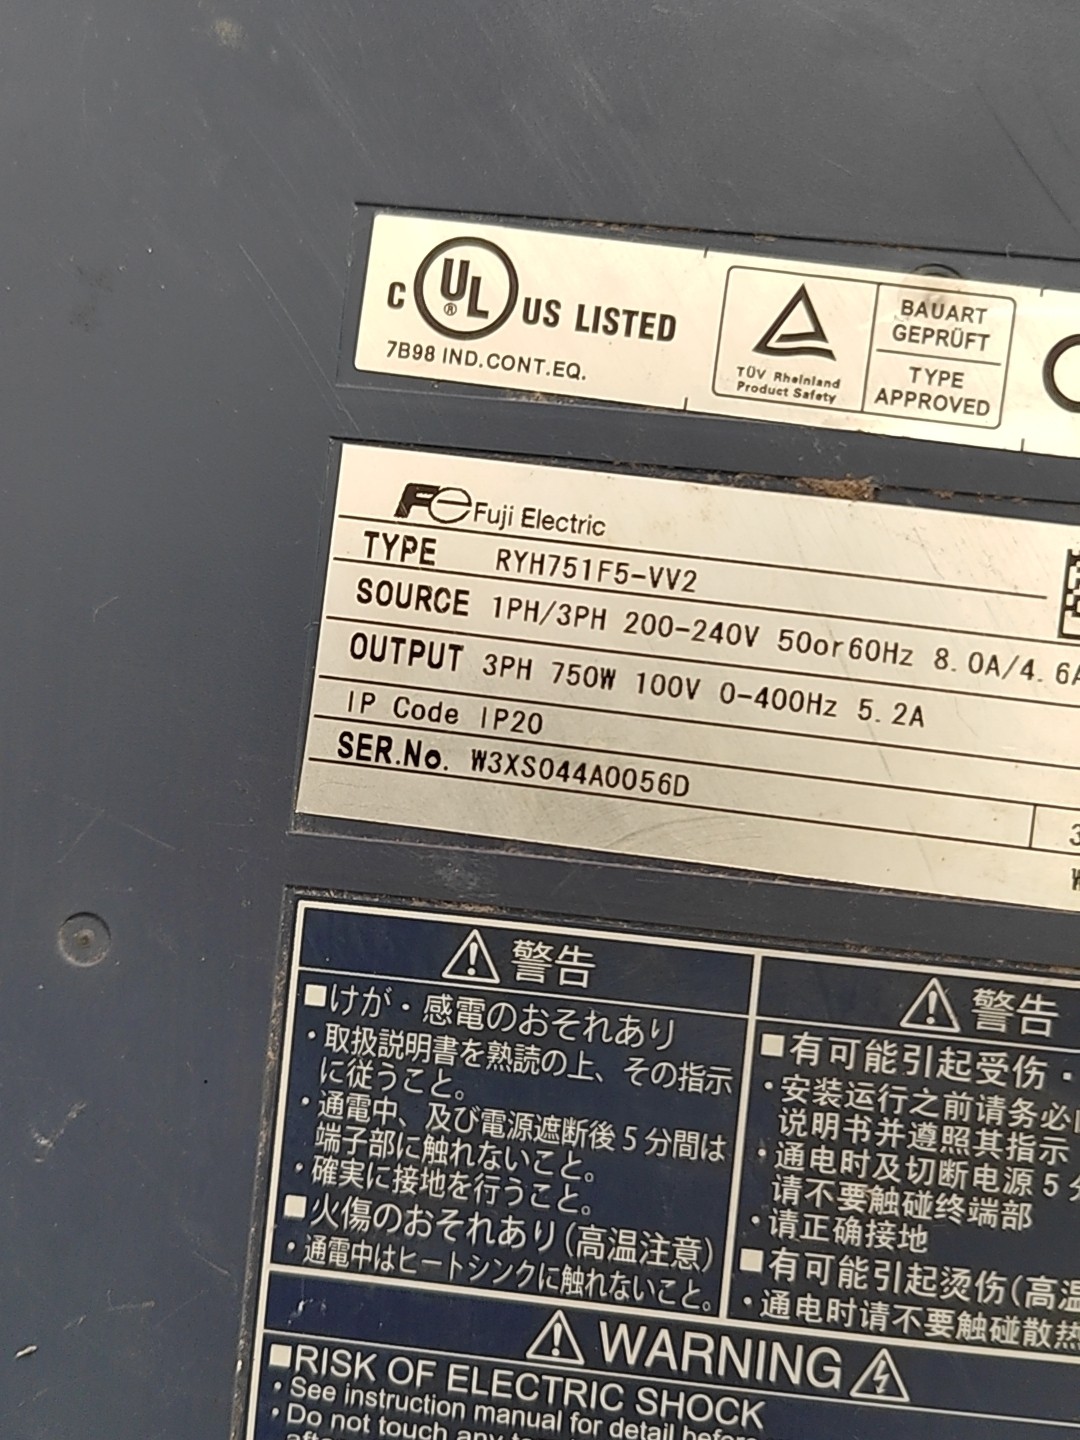 C UL ® US LISTED
7B98 IND.CONT.EQ.
TÜV Rheinland
Product Safety
BAUART
GEPRÜFT
TYPE
APPROVED
Fe Fuji Electric
TYPE RYH751F5-VV2
SOURCE 1PH/3PH 200-240V 50or60Hz 8.0A/4.6A
OUTPUT 3PH 750W 100V 0-400Hz 5.2A
IP Code IP20
SER.No. W3XS044A0056D
警告
■けが・感電のおそれあり
・取扱説明書を熟読の上、その指示
に従うこと。
・通電中、及び電源遮断後5分間は
端子部に触れないこと。
・確実に接地を行うこと。
■火傷のおそれあり(高温注意)
・通電中はヒートシンクに触れないこと。
警告
■有可能引起受伤・
・安装运行之前请务必
说明书并遵照其指示
・通电时及切断电源5分
请不要触碰终端部
・请正确接地
■有可能引起烫伤(高温
・通电时请不要触碰散热
WARNING
■RISK OF ELECTRIC SHOCK
・See instruction manual for detail before
・Do not touch any